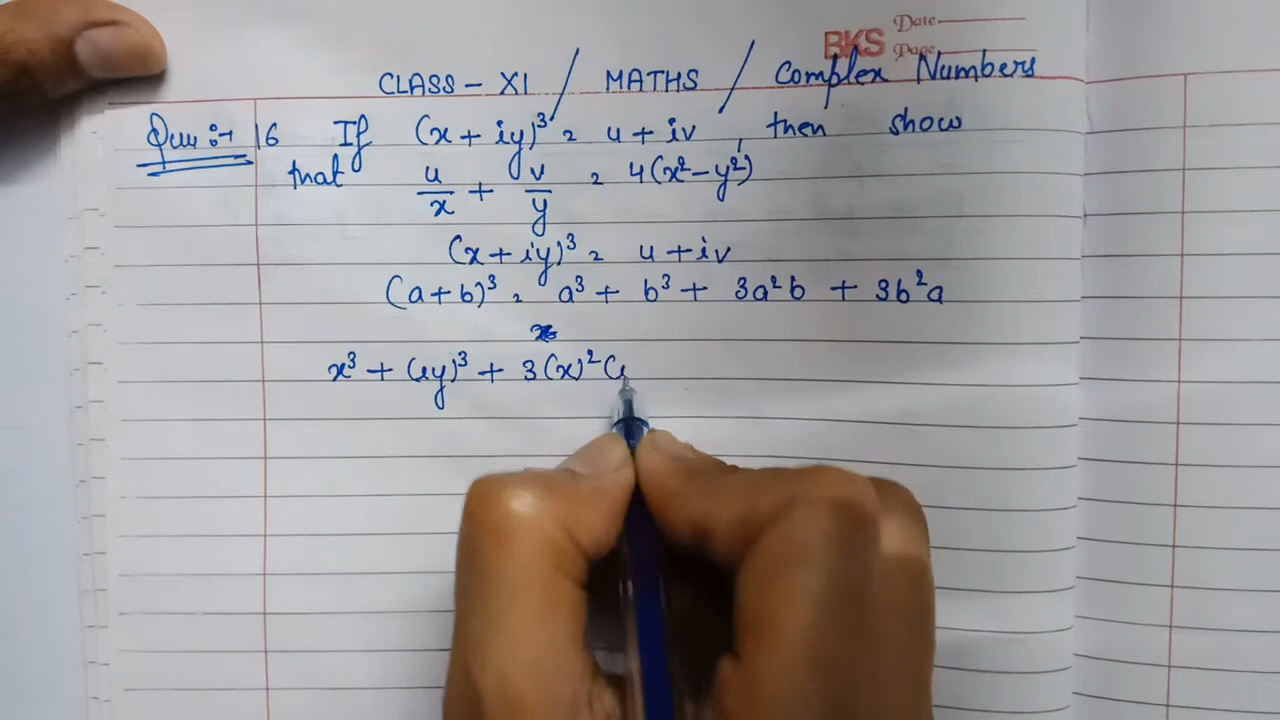 BKS Date
Page
CLASS - XI / MATHS / Complex Numbers
Ques :- 16 If (x + iy)³ = u + iv, then show
that u/x + v/y = 4(x² - y²)
(x + iy)³ = u + iv
(a + b)³ = a³ + b³ + 3a²b + 3b²a
x³ + (iy)³ + 3(x)² (i